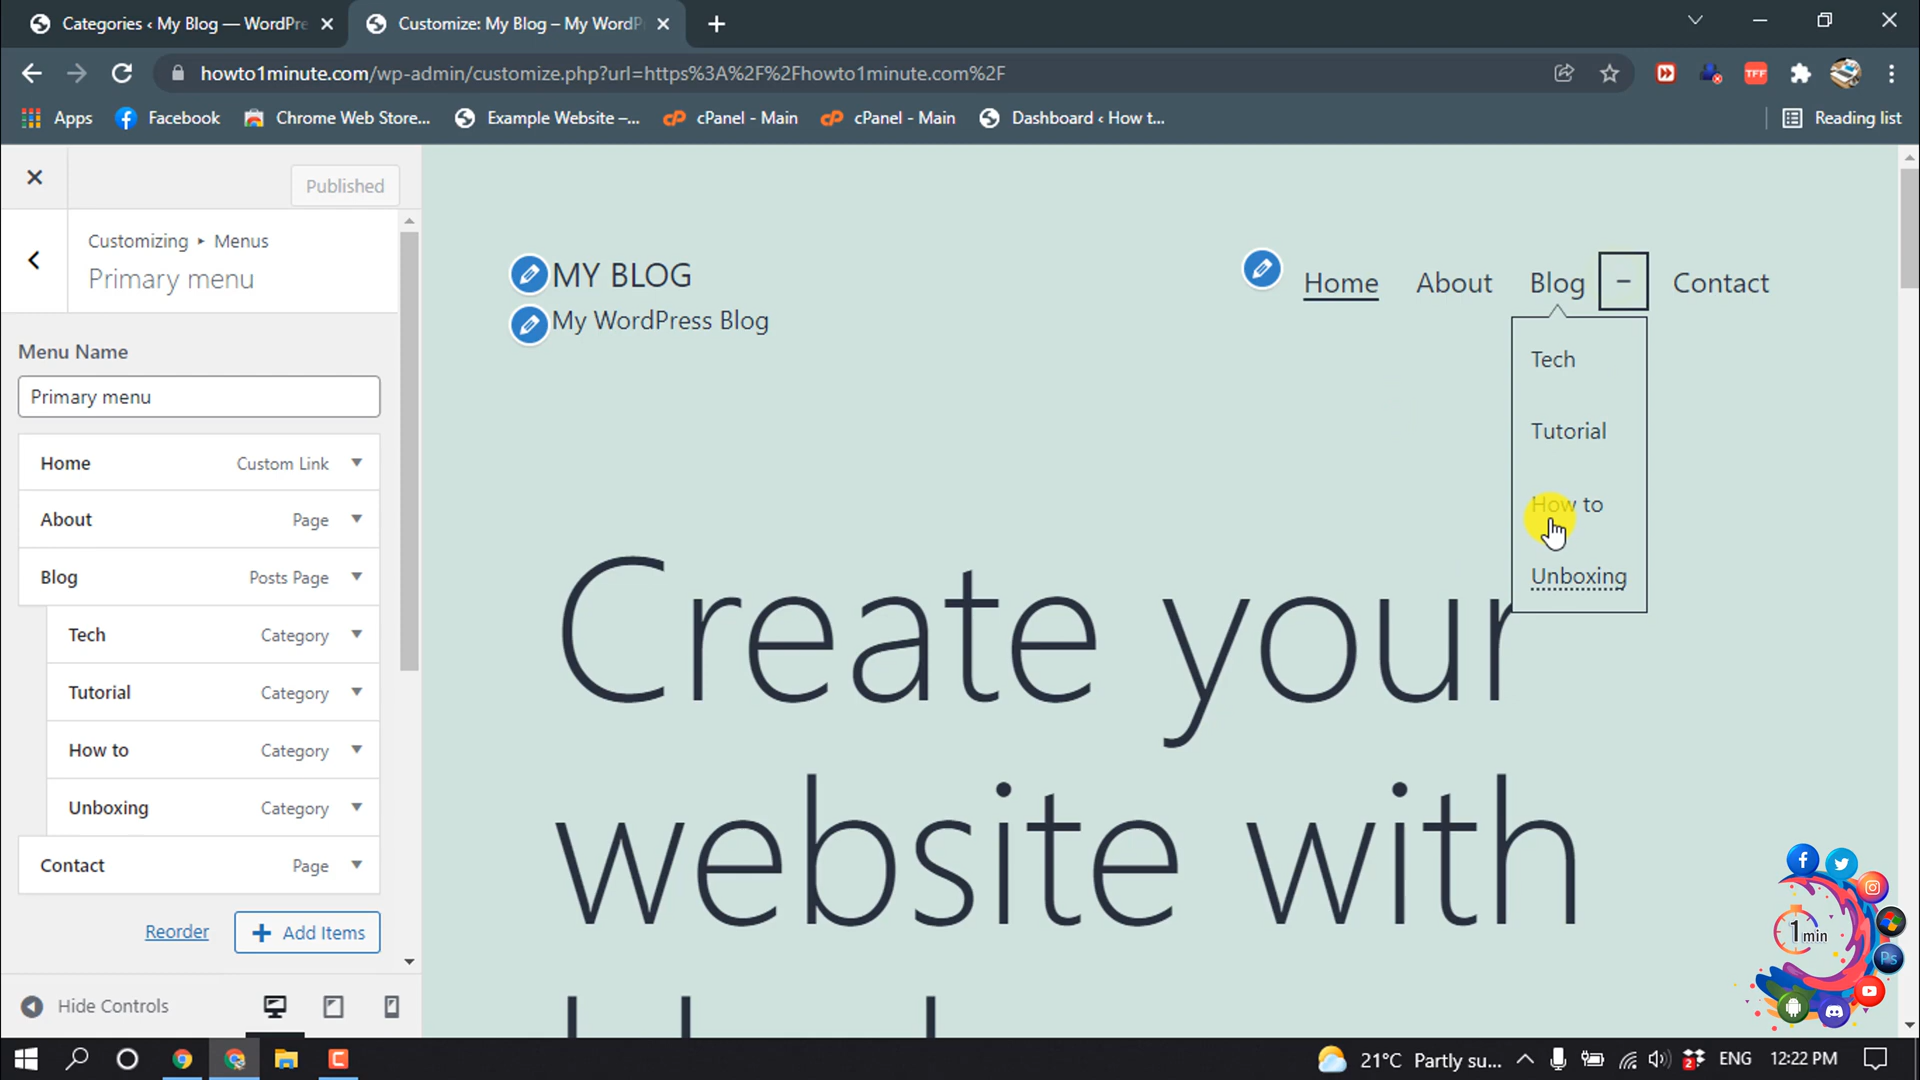 Categories ‹ My Blog — WordPre
Customize: My Blog – My WordP
howto1minute.com/wp-admin/customize.php?url=https%3A%2F%2Fhowto1minute.com%2F
Apps
Facebook
Chrome Web Store...
Example Website –...
cPanel - Main
cPanel - Main
Dashboard ‹ How t...
Reading list
TFF
Published
Customizing ▸ Menus
Primary menu
Menu Name
Primary menu
Home Custom Link
About Page
Blog Posts Page
Tech Category
Tutorial Category
How to Category
Unboxing Category
Contact Page
Reorder
+ Add Items
Hide Controls
MY BLOG
My WordPress Blog
Home About Blog – Contact
Tech
Tutorial
How to
Unboxing
Create your
website with
1min
Ps
21°C Partly su...
2
ENG
12:22 PM